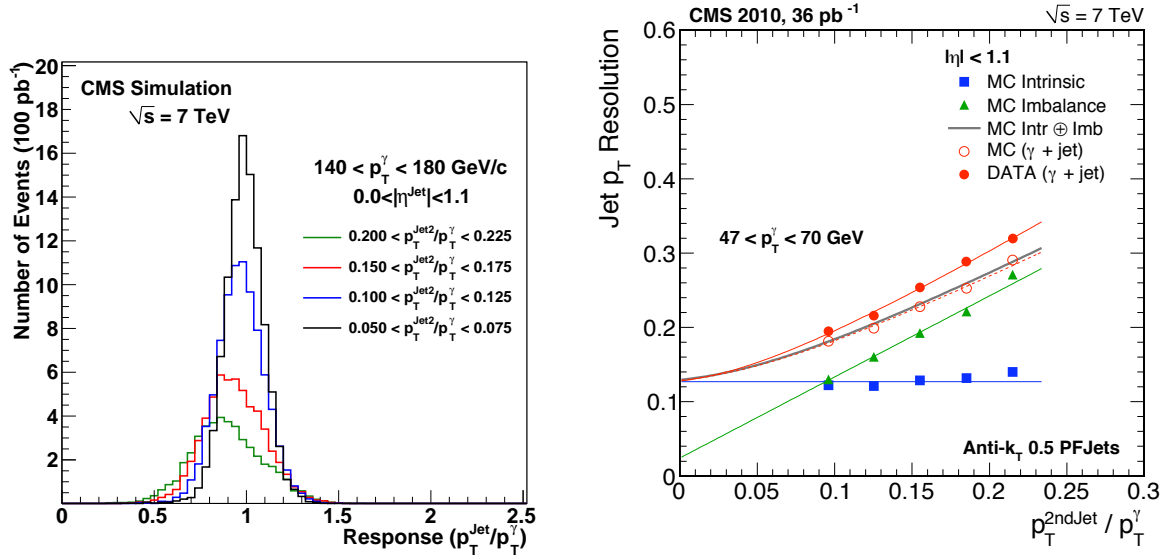 CMS Simulation
√s = 7 TeV
140 < p_T^γ < 180 GeV/c
0.0<|η^Jet|<1.1
0.200 < p_T^Jet2/p_T^γ < 0.225
0.150 < p_T^Jet2/p_T^γ < 0.175
0.100 < p_T^Jet2/p_T^γ < 0.125
0.050 < p_T^Jet2/p_T^γ < 0.075
Number of Events (100 pb⁻¹)
20
18
16
14
12
10
8
6
4
2
0 0.5 1 1.5 2 2.5
Response (p_T^Jet/p_T^γ)
CMS 2010, 36 pb⁻¹ √s = 7 TeV
|η| < 1.1
MC Intrinsic
MC Imbalance
MC Intr ⊕ Imb
MC (γ + jet)
DATA (γ + jet)
47 < p_T^γ < 70 GeV
Anti-k_T 0.5 PFJets
Jet p_T Resolution
0.6
0.5
0.4
0.3
0.2
0.1
0
0 0.05 0.1 0.15 0.2 0.25 0.3
p_T^2ndJet / p_T^γ